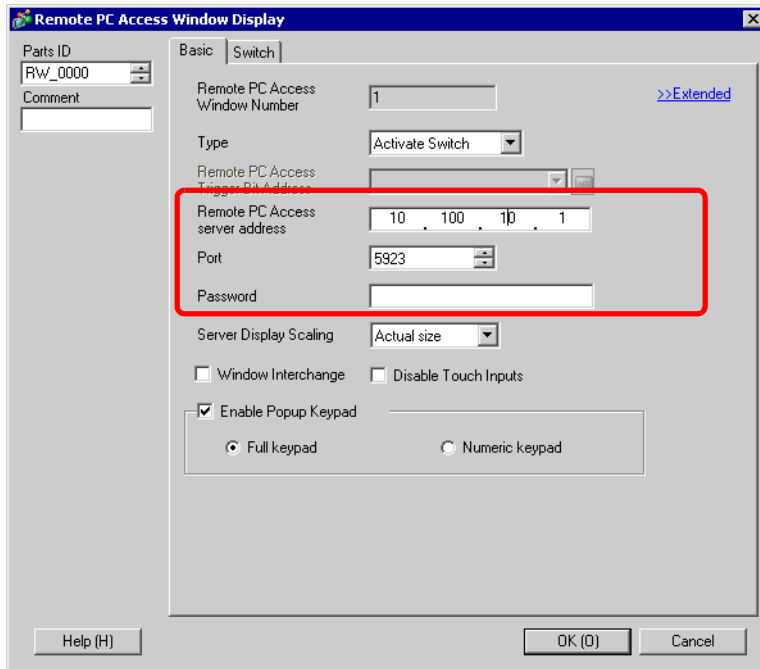 Remote PC Access Window Display
Parts ID
RW_0000
Comment
Basic
Switch
Remote PC Access
Window Number
1
>>Extended
Type
Activate Switch
Remote PC Access
Trigger Bit Address
Remote PC Access
server address
10 . 100 . 10 . 1
Port
5923
Password
Server Display Scaling
Actual size
Window Interchange
Disable Touch Inputs
Enable Popup Keypad
Full keypad
Numeric keypad
Help (H)
OK (O)
Cancel